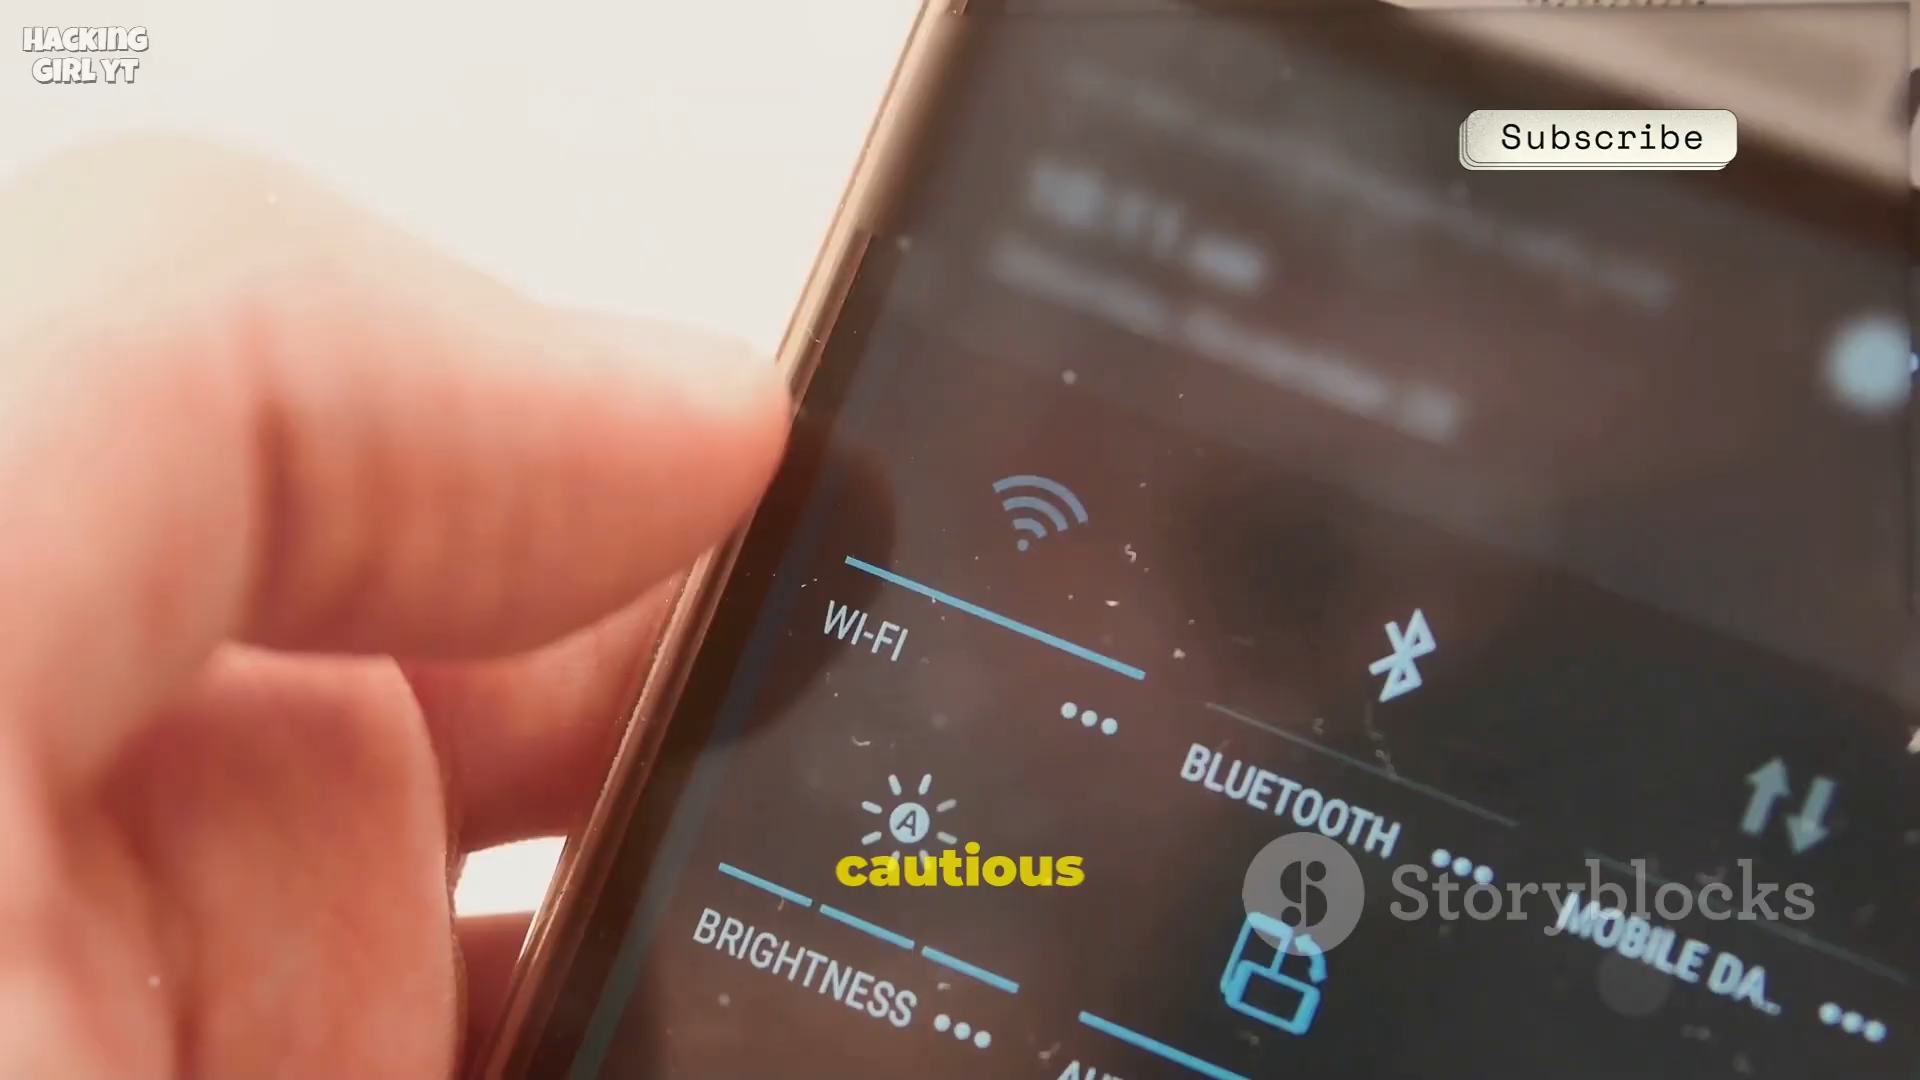 HACKING
GIRL YT
Subscribe
WI-FI
BLUETOOTH
cautious
BRIGHTNESS
Storyblocks
MOBILE DA..